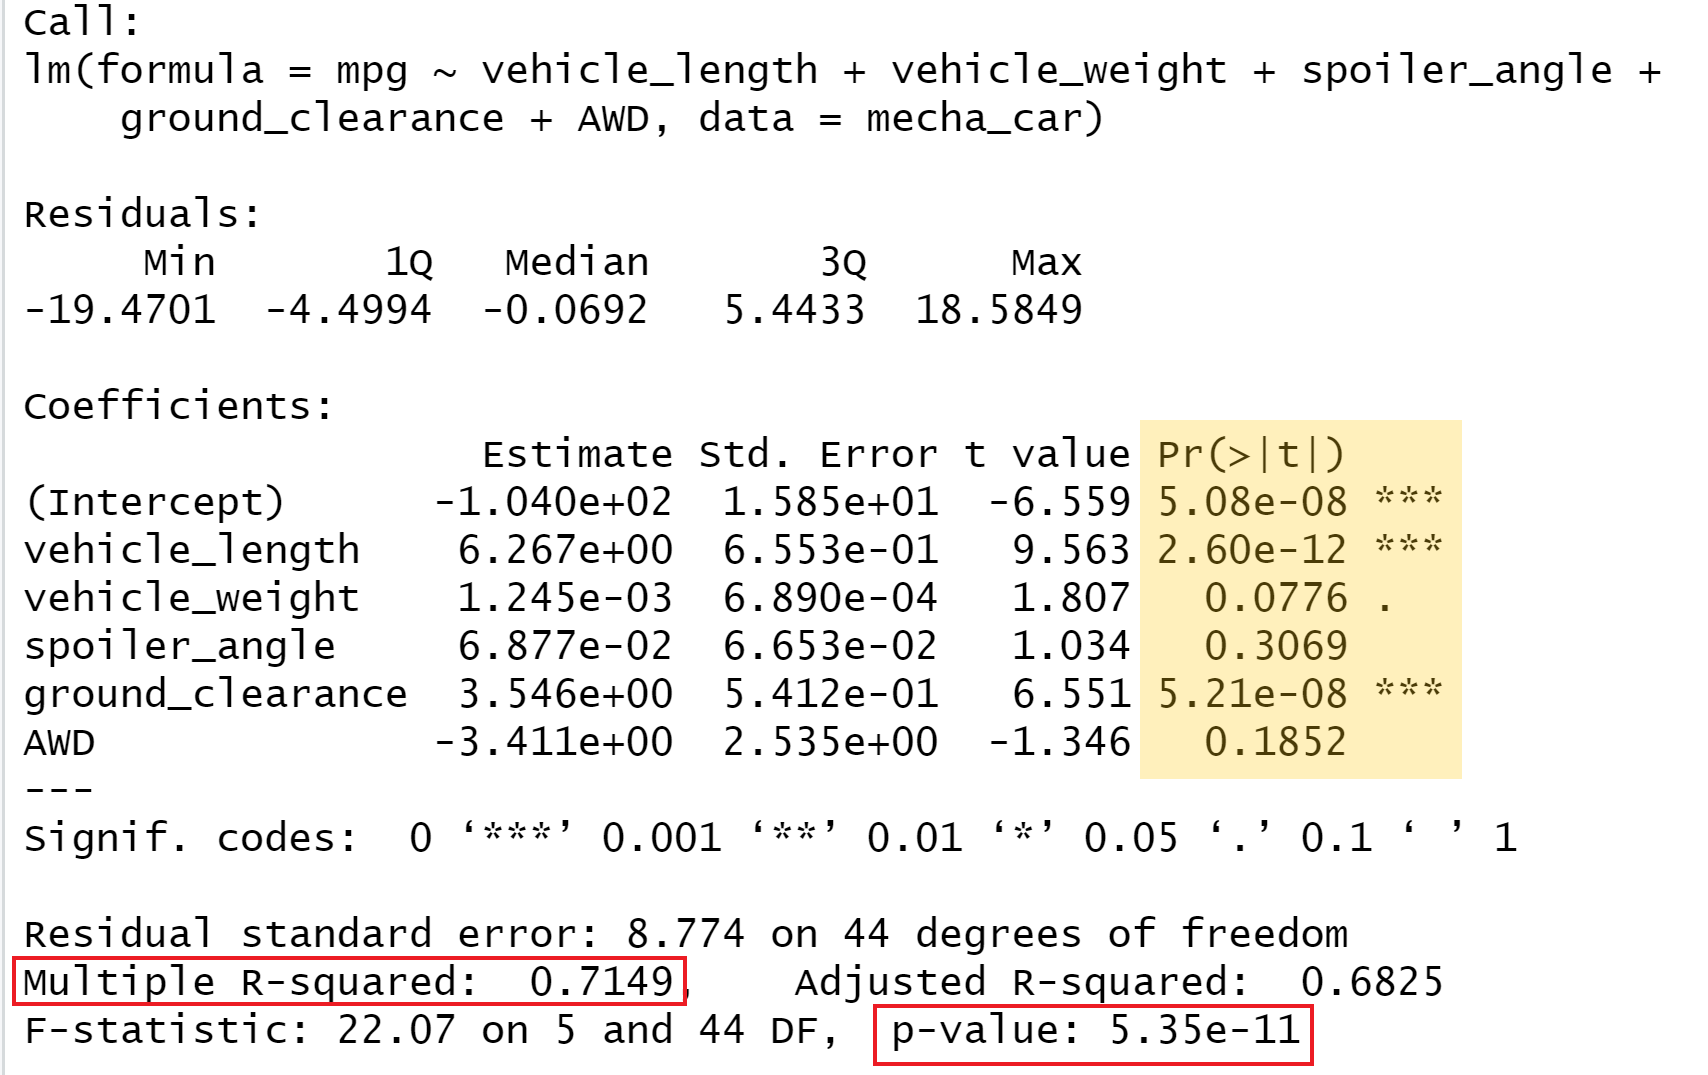 Call:
lm(formula = mpg ~ vehicle_length + vehicle_weight + spoiler_angle +
    ground_clearance + AWD, data = mecha_car)

Residuals:
     Min       1Q   Median       3Q      Max
-19.4701  -4.4994  -0.0692   5.4433  18.5849

Coefficients:
                   Estimate Std. Error t value Pr(>|t|)
(Intercept)      -1.040e+02  1.585e+01  -6.559 5.08e-08 ***
vehicle_length    6.267e+00  6.553e-01   9.563 2.60e-12 ***
vehicle_weight    1.245e-03  6.890e-04   1.807   0.0776 .
spoiler_angle     6.877e-02  6.653e-02   1.034   0.3069
ground_clearance  3.546e+00  5.412e-01   6.551 5.21e-08 ***
AWD              -3.411e+00  2.535e+00  -1.346   0.1852
---
Signif. codes:  0 ‘***’ 0.001 ‘**’ 0.01 ‘*’ 0.05 ‘.’ 0.1 ‘ ’ 1

Residual standard error: 8.774 on 44 degrees of freedom
Multiple R-squared:  0.7149,    Adjusted R-squared:  0.6825
F-statistic: 22.07 on 5 and 44 DF,  p-value: 5.35e-11